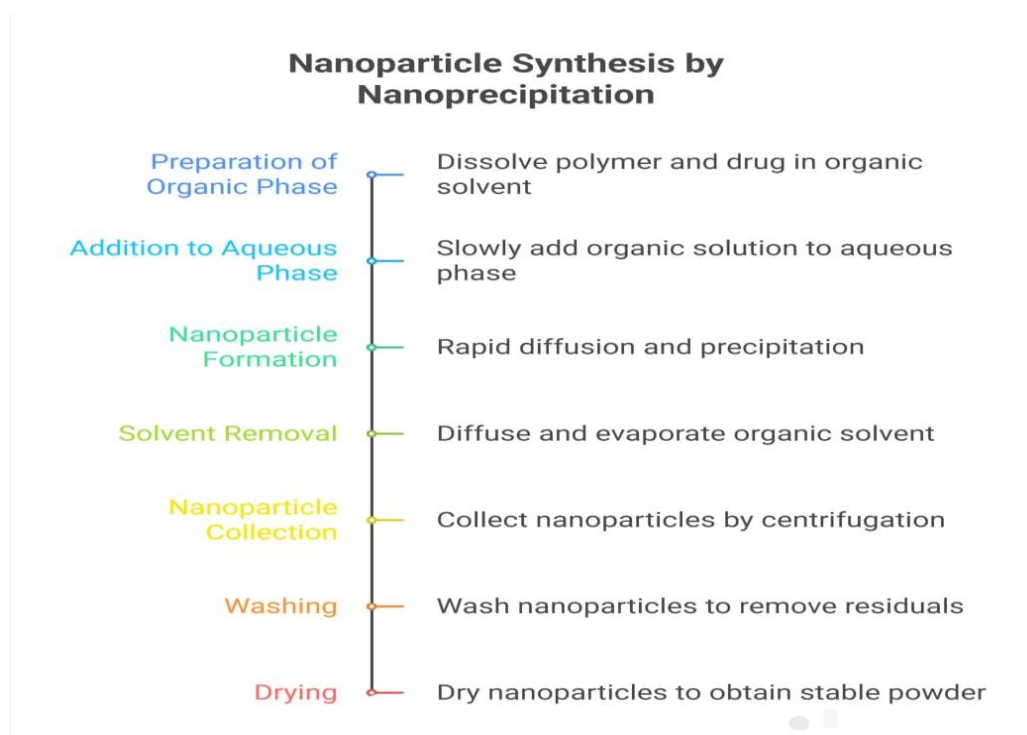 Nanoparticle Synthesis by
Nanoprecipitation
Preparation of
Organic Phase
Dissolve polymer and drug in organic
solvent
Addition to Aqueous
Phase
Slowly add organic solution to aqueous
phase
Nanoparticle
Formation
Rapid diffusion and precipitation
Solvent Removal
Diffuse and evaporate organic solvent
Nanoparticle
Collection
Collect nanoparticles by centrifugation
Washing
Wash nanoparticles to remove residuals
Drying
Dry nanoparticles to obtain stable powder